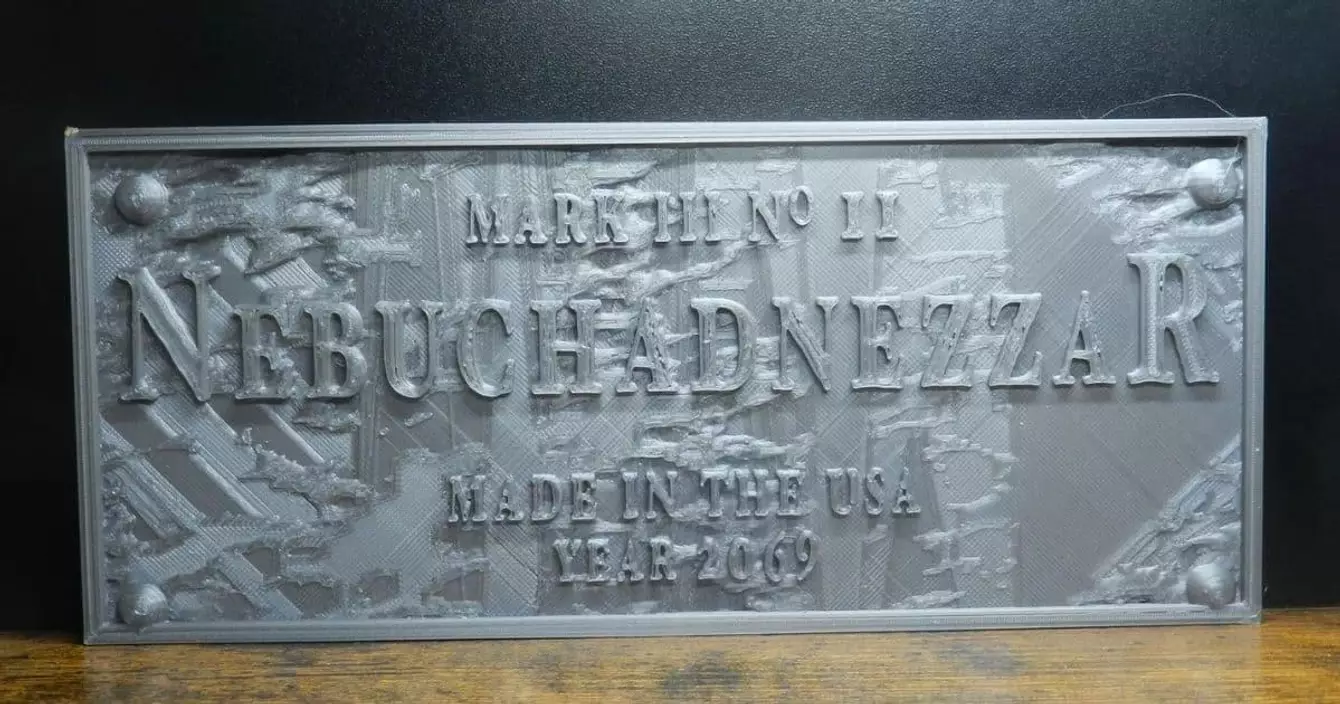 MARK III Nº 11
NEBUCHADNEZZAR
MADE IN THE USA
YEAR 2069